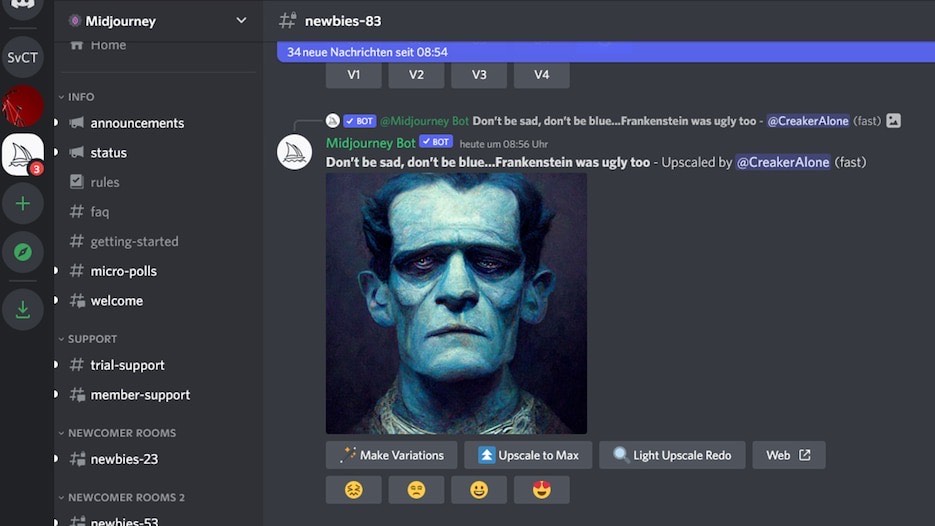 Midjourney
newbies-83
SvCT
3
Home
INFO
announcements
status
rules
faq
getting-started
micro-polls
welcome
SUPPORT
trial-support
member-support
NEWCOMER ROOMS
newbies-23
NEWCOMER ROOMS 2
newbies-53
34 neue Nachrichten seit 08:54
V1 V2 V3 V4
BOT @Midjourney Bot Don't be sad, don't be blue...Frankenstein was ugly too - @CreakerAlone (fast)
Midjourney Bot BOT heute um 08:56 Uhr
Don't be sad, don't be blue...Frankenstein was ugly too - Upscaled by @CreakerAlone (fast)
Make Variations Upscale to Max Light Upscale Redo Web